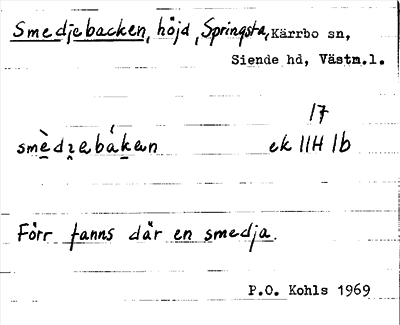 Smedjebacken, höjd, Springsta, Kärrbo sn,
Siende hd, Västm.l.
17
ek 11H 1b
Förr fanns där en smedja.
P.O. Kohls 1969